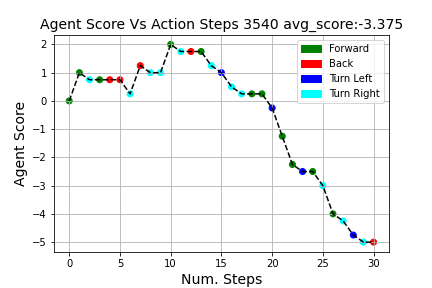 Agent Score Vs Action Steps 3540 avg_score:-3.375
Agent Score
2
1
0
−1
−2
−3
−4
−5
Forward
Back
Turn Left
Turn Right
0 5 10 15 20 25 30
Num. Steps